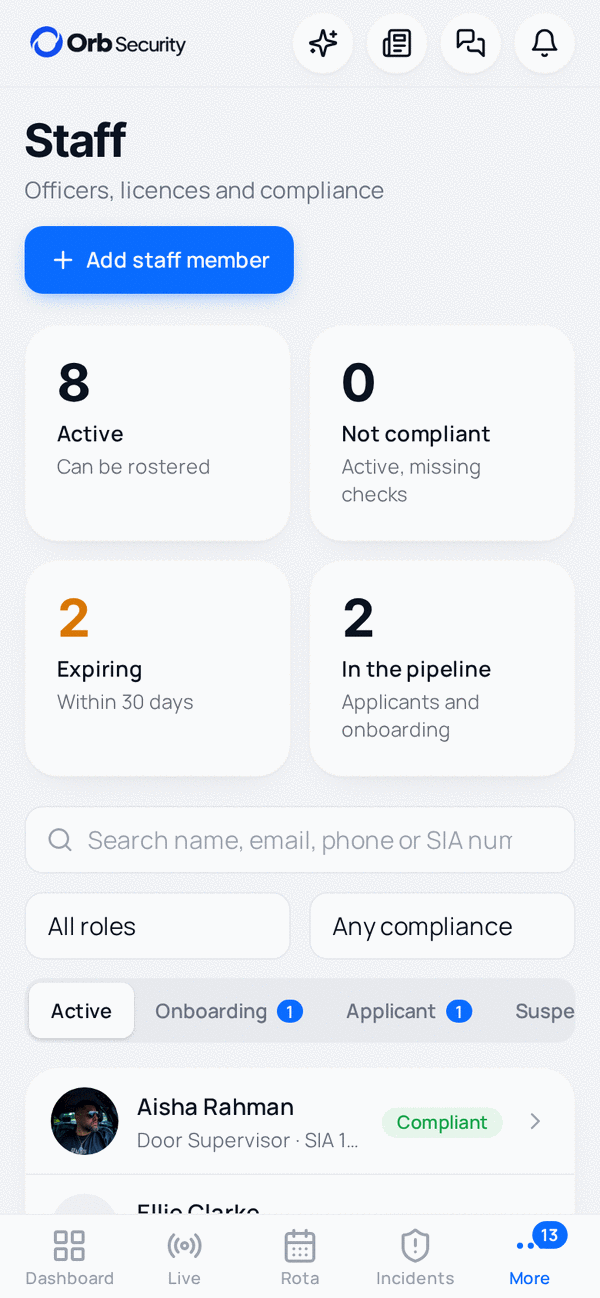 Orb Security
Staff
Officers, licences and compliance
Add staff member
8
Active
Can be rostered
0
Not compliant
Active, missing
checks
2
Expiring
Within 30 days
2
In the pipeline
Applicants and
onboarding
Search name, email, phone or SIA num
All roles
Any compliance
Active
Onboarding 1
Applicant 1
Suspe
Aisha Rahman
Door Supervisor · SIA 1...
Compliant
Ellie Clarke
13
Dashboard
Live
Rota
Incidents
More